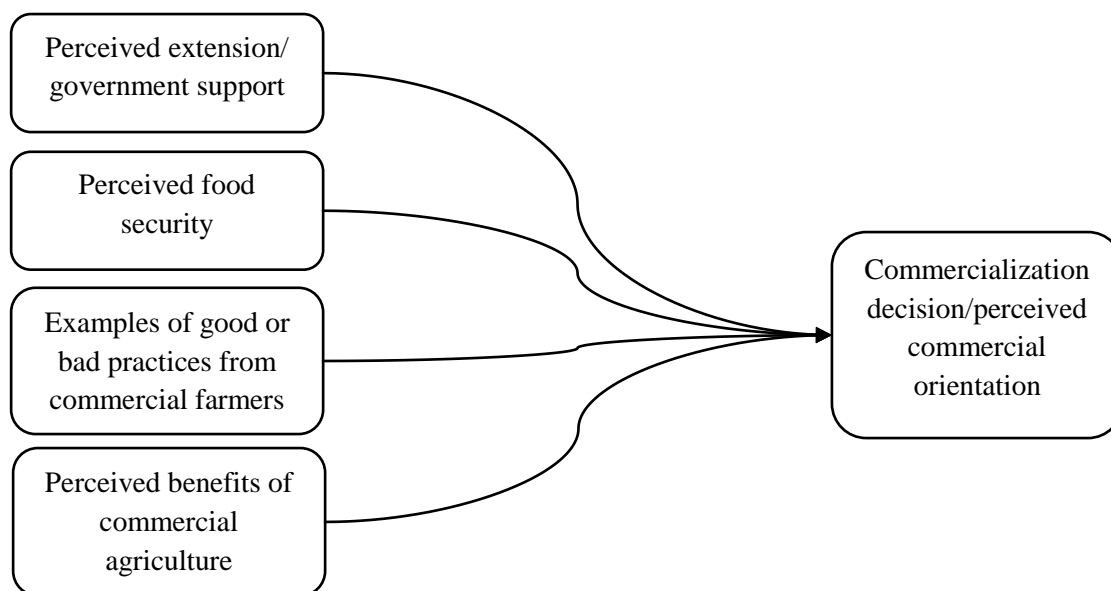 Perceived extension/
government support
Perceived food
security
Examples of good or
bad practices from
commercial farmers
Perceived benefits of
commercial
agriculture
Commercialization
decision/perceived
commercial
orientation